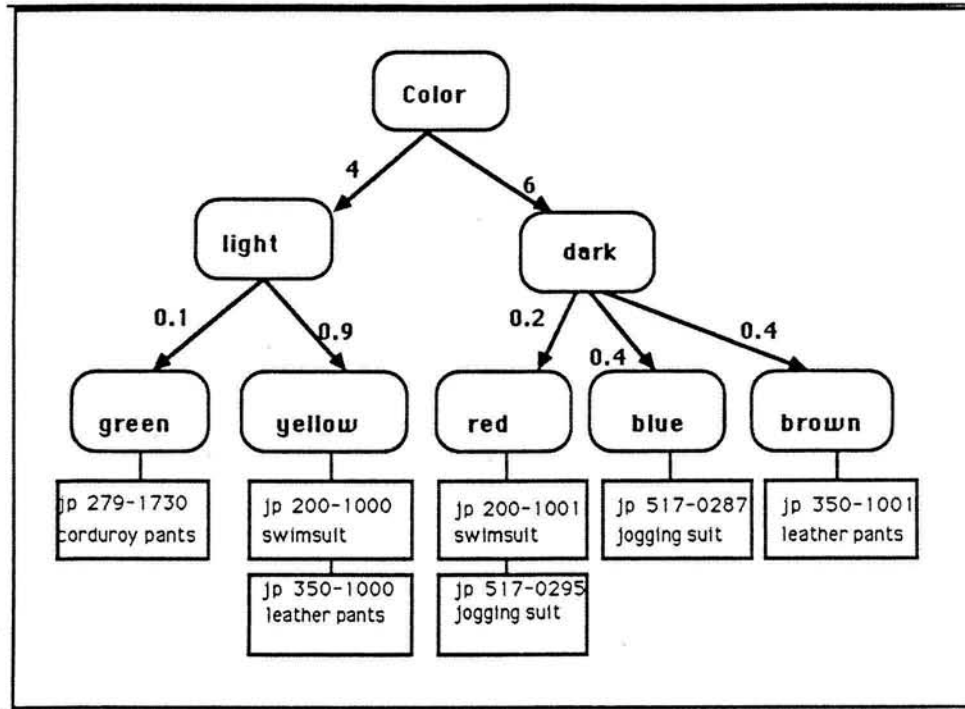 Color
4
6
light
dark
0.1
0.9
0.2
0.4
0.4
green
yellow
red
blue
brown
jp 279-1730
corduroy pants
jp 200-1000
swimsuit
jp 350-1000
leather pants
jp 200-1001
swimsuit
jp 517-0295
jogging suit
jp 517-0287
jogging suit
jp 350-1001
leather pants